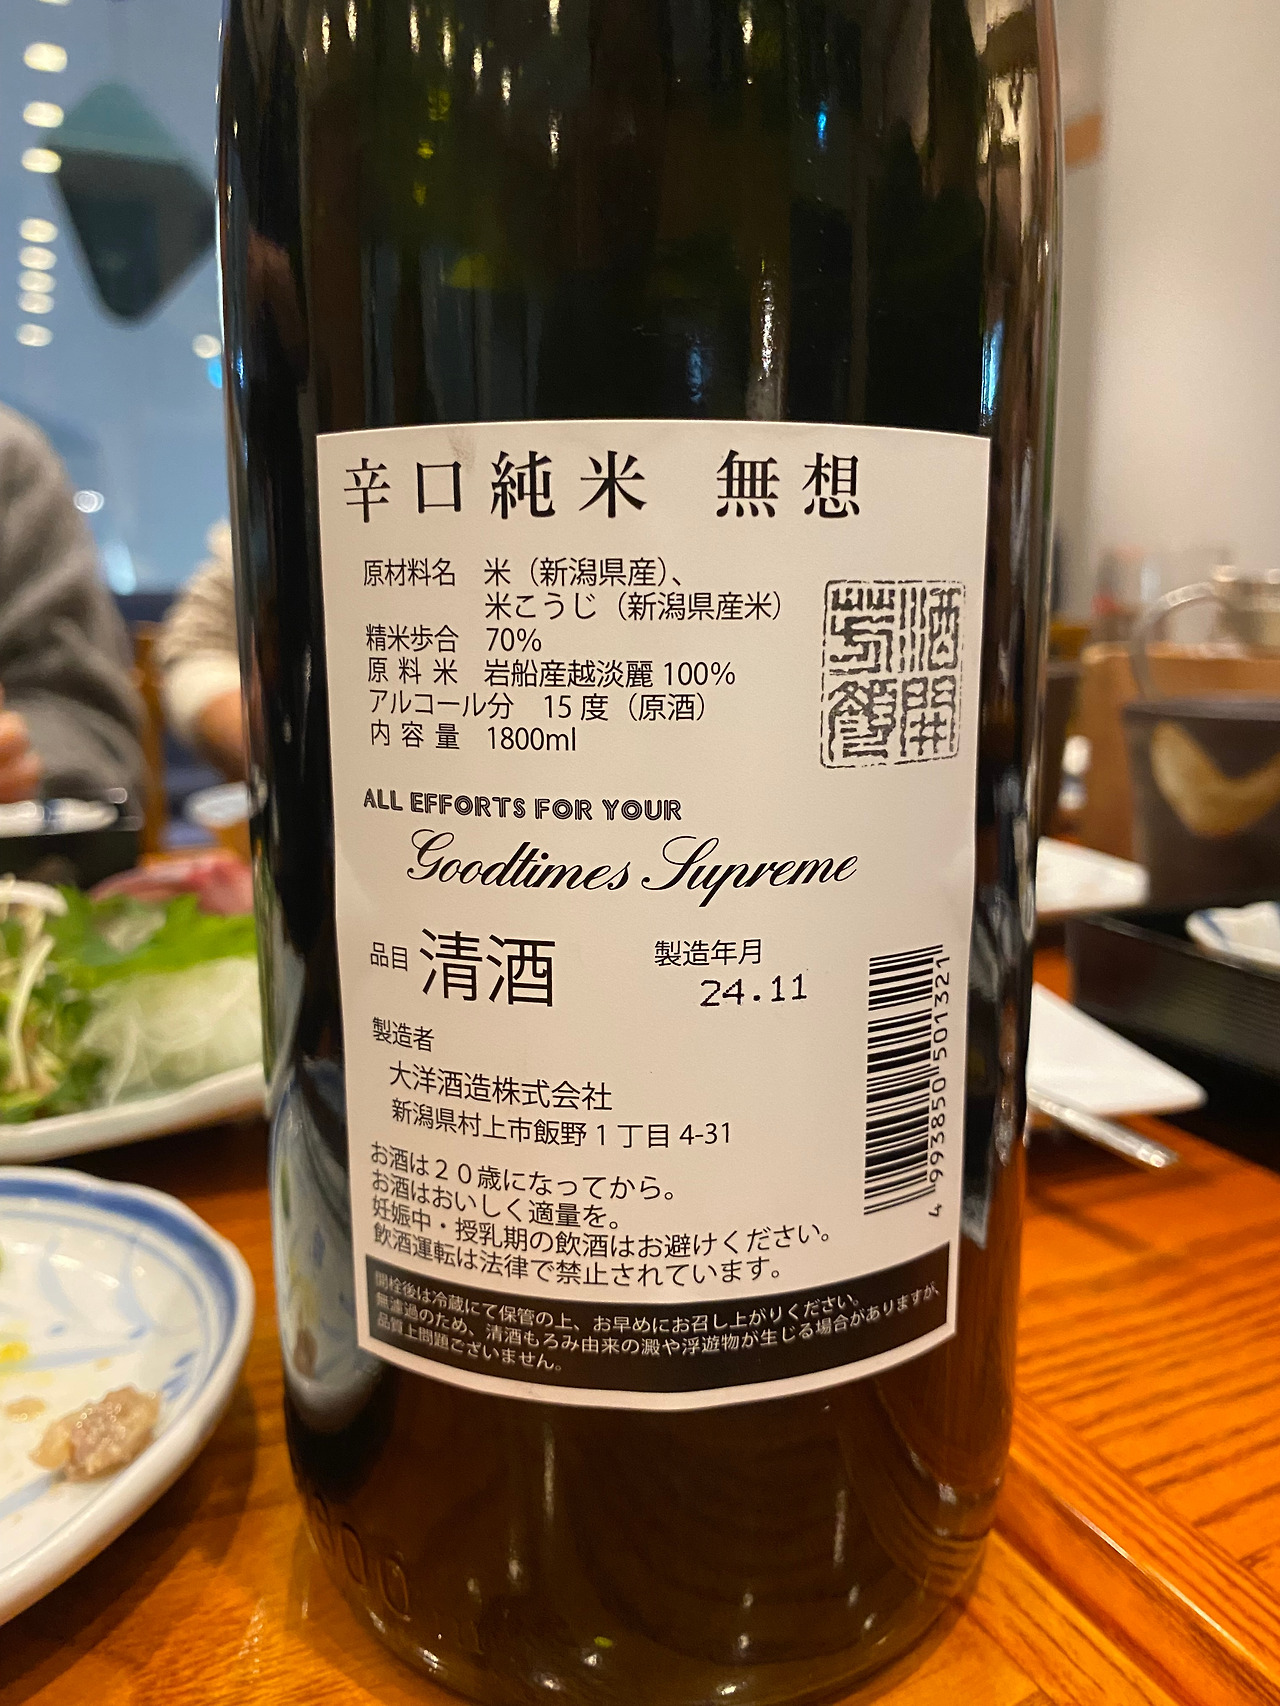 辛口純米 無想
原材料名 米（新潟県産）、
米こうじ（新潟県産米）
精米歩合 70%
原料米 岩船産越淡麗 100%
アルコール分 15度（原酒）
内容量 1800ml
ALL EFFORTS FOR YOUR
Goodtimes Supreme
品目 清酒
製造年月
24.11
製造者
大洋酒造株式会社
新潟県村上市飯野1丁目4-31
4993850501321
お酒は２０歳になってから。
お酒はおいしく適量を。
妊娠中・授乳期の飲酒はお避けください。
飲酒運転は法律で禁止されています。
開栓後は冷蔵にて保管の上、お早めにお召し上がりください。
無濾過のため、清酒もろみ由来の澱や浮遊物が生じる場合がありますが、
品質上問題ございません。